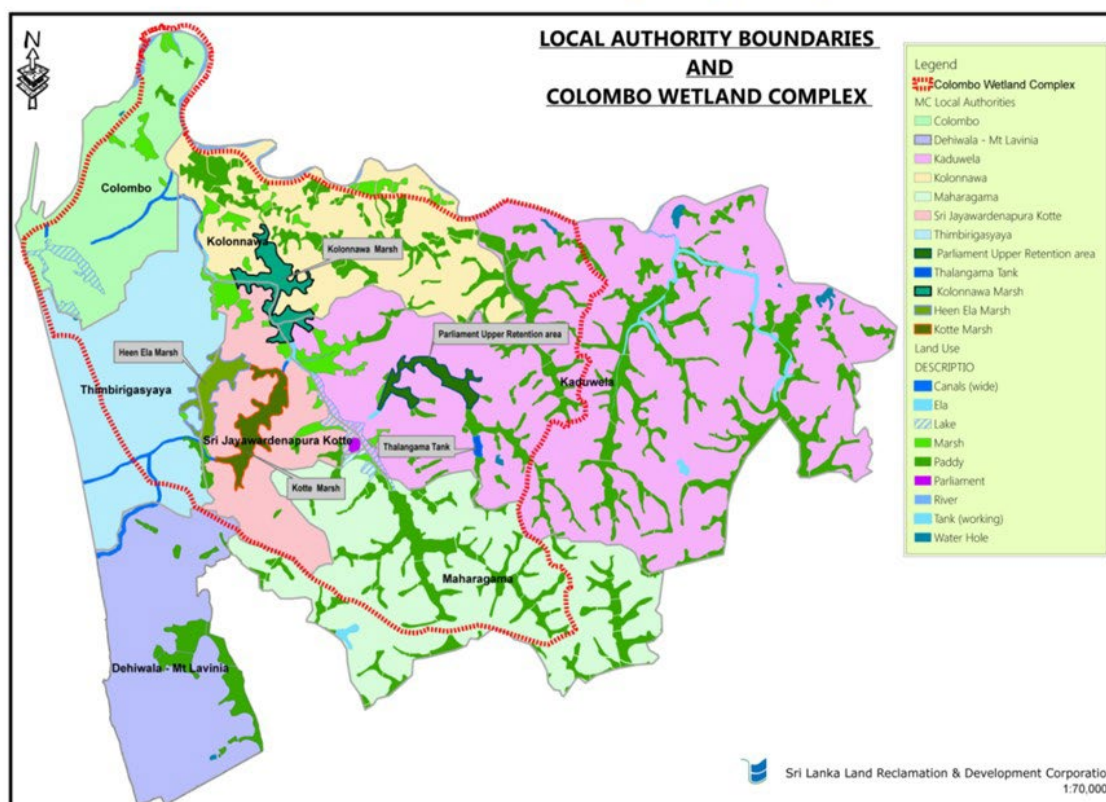 LOCAL AUTHORITY BOUNDARIES
AND
COLOMBO WETLAND COMPLEX
N
Colombo
Kolonnawa
Kolonnawa Marsh
Parliament Upper Retention area
Heen Ela Marsh
Thimbirigasyaya
Kaduwela
Sri Jayawardenapura Kotte
Thalangama Tank
Kotte Marsh
Maharagama
Dehiwala - Mt Lavinia
Legend
Colombo Wetland Complex
MC Local Authorities
Colombo
Dehiwala - Mt Lavinia
Kaduwela
Kolonnawa
Maharagama
Sri Jayawardenapura Kotte
Thimbirigasyaya
Parliament Upper Retention area
Thalangama Tank
Kolonnawa Marsh
Heen Ela Marsh
Kotte Marsh
Land Use
DESCRIPTIO
Canals (wide)
Ela
Lake
Marsh
Paddy
Parliament
River
Tank (working)
Water Hole
Sri Lanka Land Reclamation & Development Corporatio
1:70,000